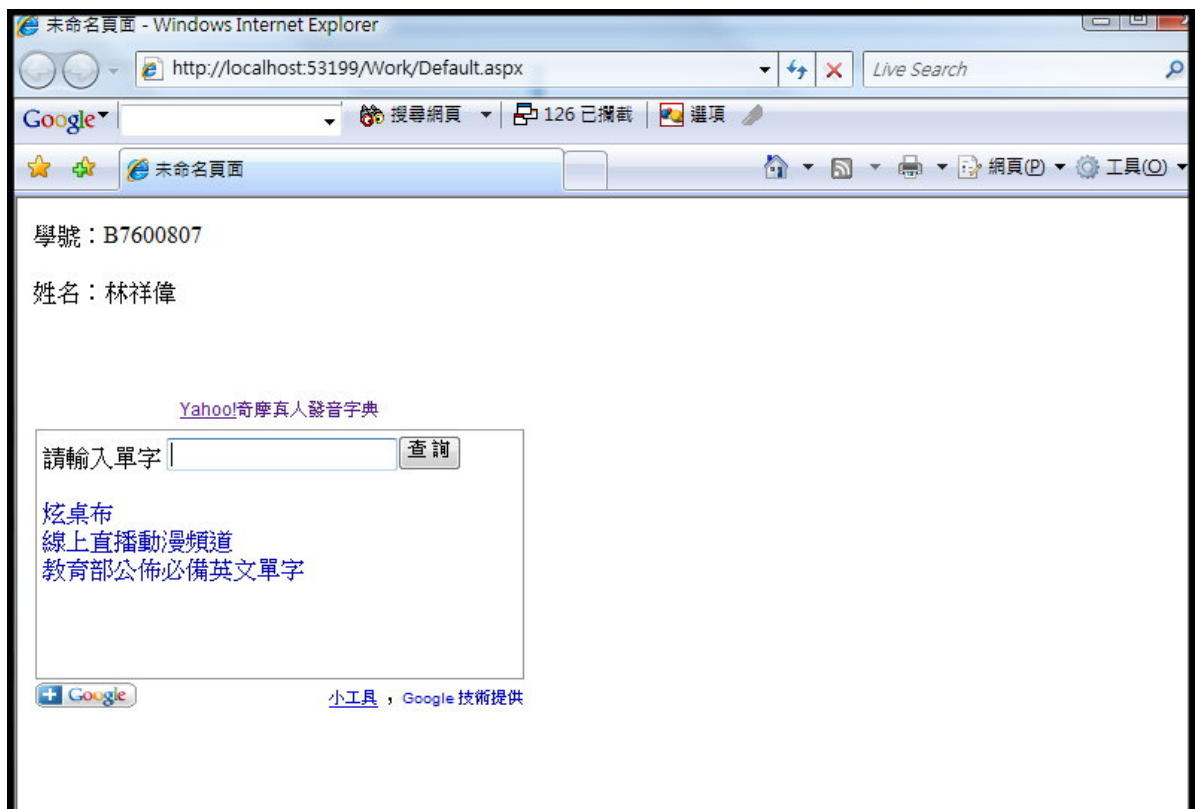 未命名頁面 - Windows Internet Explorer
http://localhost:53199/Work/Default.aspx
Live Search
Google
搜尋網頁
126 已攔截
選項
未命名頁面
網頁(P)
工具(O)
學號：B7600807
姓名：林祥偉
Yahoo!奇摩真人發音字典
請輸入單字
查詢
炫桌布
線上直播動漫頻道
教育部公佈必備英文單字
Google
小工具，Google 技術提供